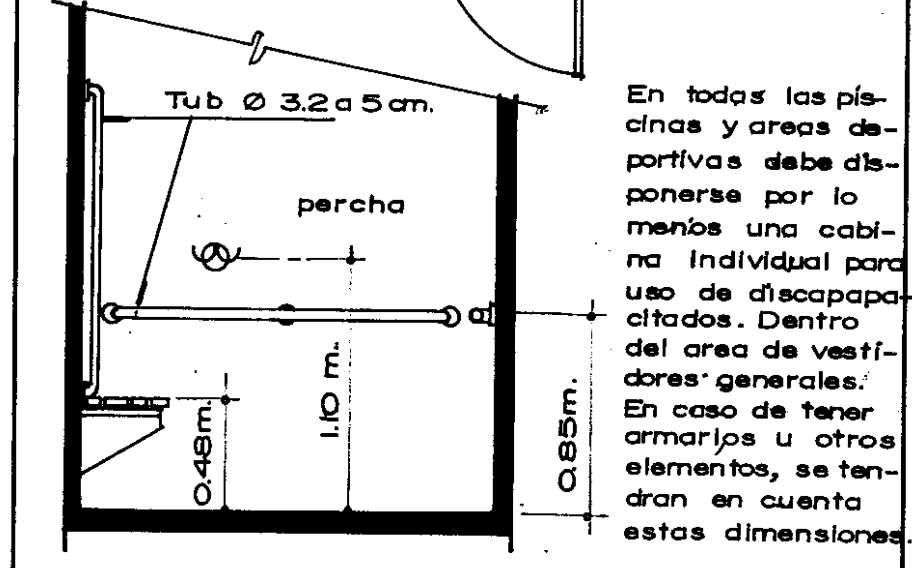 Tub Ø 3.2 a 5 cm.
percha
1.10 m.
0.48m.
0.85m.
En todas las pis-
cinas y areas de-
portivas debe dis-
ponerse por lo
menos una cabi-
na individual para
uso de discapapa-
citados. Dentro
del area de vesti-
dores generales.
En caso de tener
armarios u otros
elementos, se ten-
dran en cuenta
estas dimensiones.